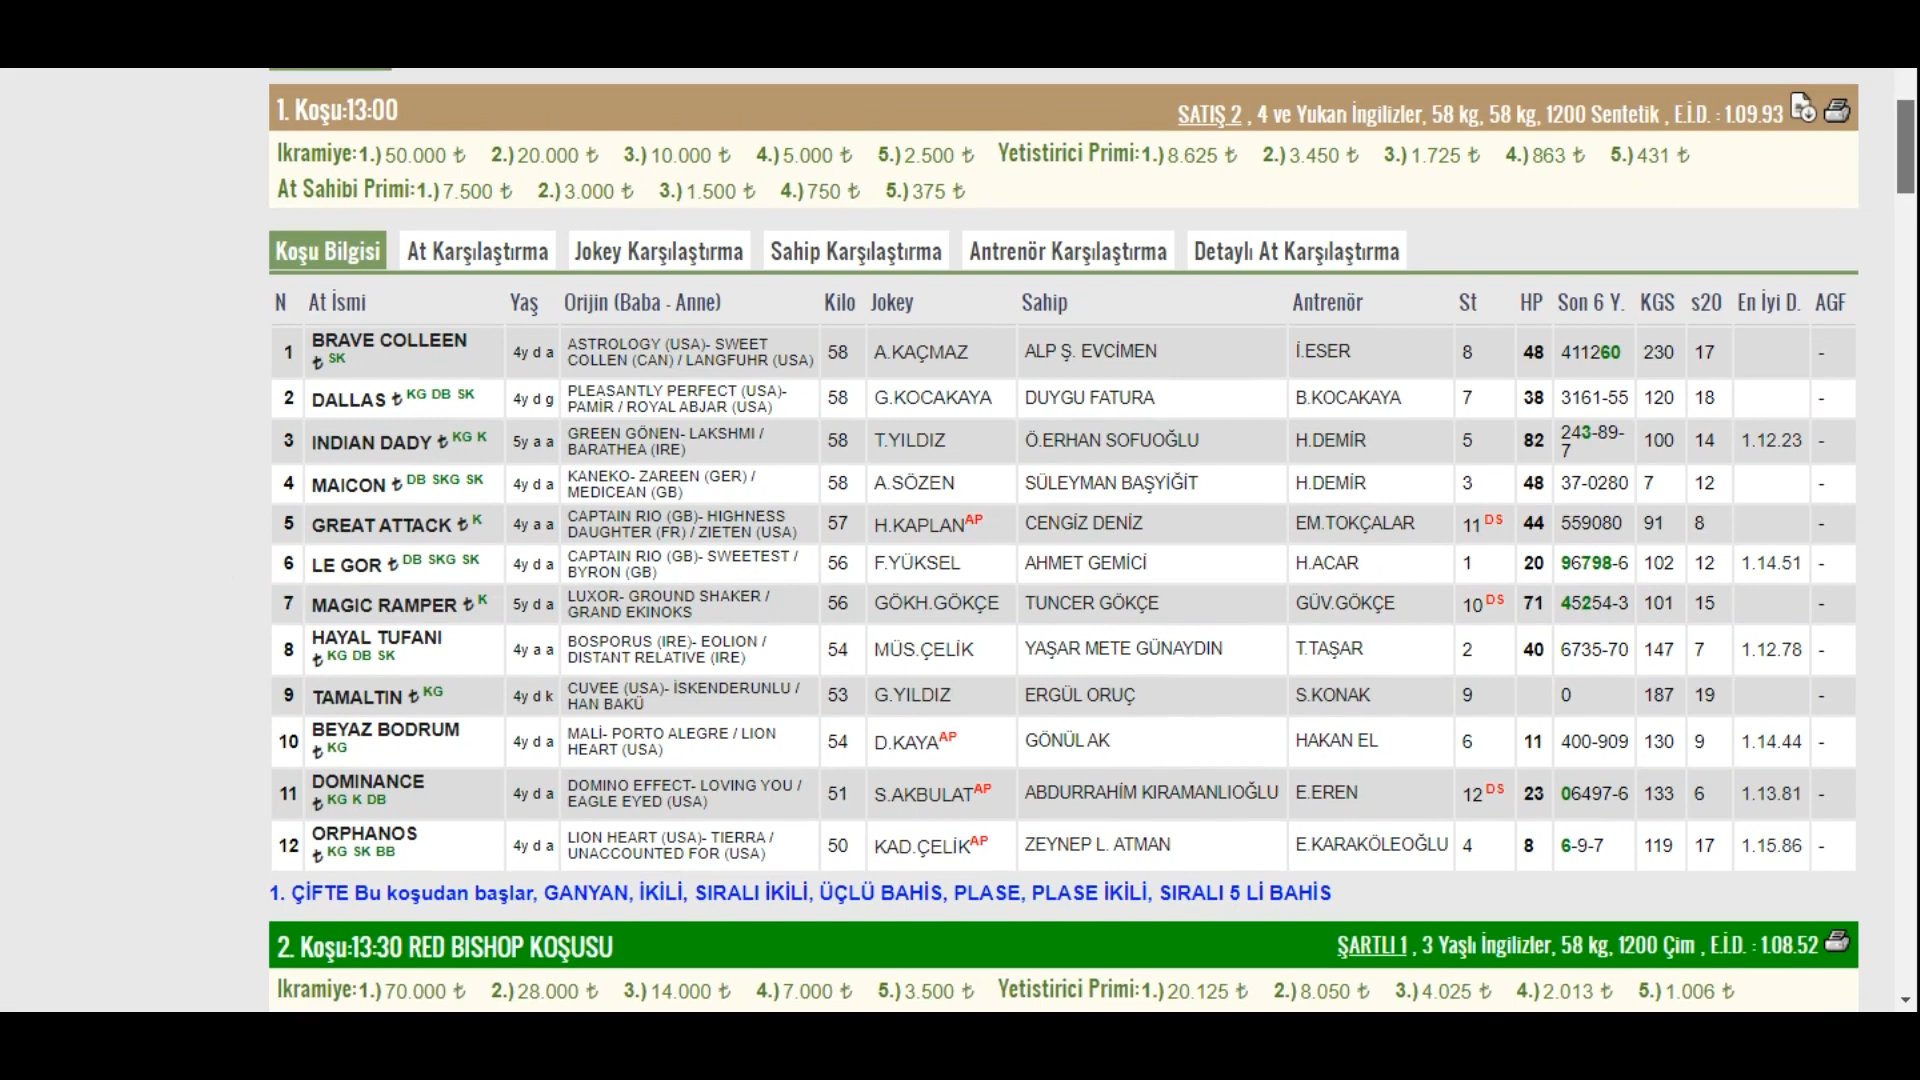 1. Koşu:13:00
SATIŞ 2 , 4 ve Yukarı İngilizler, 58 kg, 58 kg, 1200 Sentetik , E.İ.D. : 1.09.93
Ikramiye: 1.) 50.000 ₺ 2.) 20.000 ₺ 3.) 10.000 ₺ 4.) 5.000 ₺ 5.) 2.500 ₺ Yetistirici Primi: 1.) 8.625 ₺ 2.) 3.450 ₺ 3.) 1.725 ₺ 4.) 863 ₺ 5.) 431 ₺
At Sahibi Primi: 1.) 7.500 ₺ 2.) 3.000 ₺ 3.) 1.500 ₺ 4.) 750 ₺ 5.) 375 ₺
Koşu Bilgisi At Karşılaştırma Jokey Karşılaştırma Sahip Karşılaştırma Antrenör Karşılaştırma Detaylı At Karşılaştırma
N At İsmi Yaş Orijin (Baba - Anne) Kilo Jokey Sahip Antrenör St HP Son 6 Y. KGS s20 En İyi D. AGF
1 BRAVE COLLEEN ₺ SK 4y d a ASTROLOGY (USA)- SWEET COLLEN (CAN) / LANGFUHR (USA) 58 A.KAÇMAZ ALP Ş. EVCİMEN İ.ESER 8 48 411260 230 17 -
2 DALLAS ₺ KG DB SK 4y d g PLEASANTLY PERFECT (USA)- PAMİR / ROYAL ABJAR (USA) 58 G.KOCAKAYA DUYGU FATURA B.KOCAKAYA 7 38 3161-55 120 18 -
3 INDIAN DADY ₺ KG K 5y a a GREEN GÖNEN- LAKSHMI / BARATHEA (IRE) 58 T.YILDIZ Ö.ERHAN SOFUOĞLU H.DEMİR 5 82 243-89-7 100 14 1.12.23 -
4 MAICON ₺ DB SKG SK 4y d a KANEKO- ZAREEN (GER) / MEDICEAN (GB) 58 A.SÖZEN SÜLEYMAN BAŞYİĞİT H.DEMİR 3 48 37-0280 7 12 -
5 GREAT ATTACK ₺ K 4y a a CAPTAIN RIO (GB)- HIGHNESS DAUGHTER (FR) / ZIETEN (USA) 57 H.KAPLAN AP CENGİZ DENİZ EM.TOKÇALAR 11 DS 44 559080 91 8 -
6 LE GOR ₺ DB SKG SK 4y d a CAPTAIN RIO (GB)- SWEETEST / BYRON (GB) 56 F.YÜKSEL AHMET GEMİCİ H.ACAR 1 20 96798-6 102 12 1.14.51 -
7 MAGIC RAMPER ₺ K 5y d a LUXOR- GROUND SHAKER / GRAND EKINOKS 56 GÖKH.GÖKÇE TUNCER GÖKÇE GÜV.GÖKÇE 10 DS 71 45254-3 101 15 -
8 HAYAL TUFANI ₺ KG DB SK 4y a a BOSPORUS (IRE)- EOLION / DISTANT RELATIVE (IRE) 54 MÜS.ÇELİK YAŞAR METE GÜNAYDIN T.TAŞAR 2 40 6735-70 147 7 1.12.78 -
9 TAMALTIN ₺ KG 4y d k CUVEE (USA)- İSKENDERUNLU / HAN BAKÜ 53 G.YILDIZ ERGÜL ORUÇ S.KONAK 9 0 187 19 -
10 BEYAZ BODRUM ₺ KG 4y d a MALİ- PORTO ALEGRE / LION HEART (USA) 54 D.KAYA AP GÖNÜL AK HAKAN EL 6 11 400-909 130 9 1.14.44 -
11 DOMINANCE ₺ KG K DB 4y d a DOMINO EFFECT- LOVING YOU / EAGLE EYED (USA) 51 S.AKBULAT AP ABDURRAHİM KIRAMANLIOĞLU E.EREN 12 DS 23 06497-6 133 6 1.13.81 -
12 ORPHANOS ₺ KG SK BB 4y d a LION HEART (USA)- TIERRA / UNACCOUNTED FOR (USA) 50 KAD.ÇELİK AP ZEYNEP L. ATMAN E.KARAKÖLEOĞLU 4 8 6-9-7 119 17 1.15.86 -
1. ÇİFTE Bu koşudan başlar, GANYAN, İKİLİ, SIRALI İKİLİ, ÜÇLÜ BAHİS, PLASE, PLASE İKİLİ, SIRALI 5 Lİ BAHİS
2. Koşu:13:30 RED BISHOP KOŞUSU
ŞARTLI 1 , 3 Yaşlı İngilizler, 58 kg, 1200 Çim , E.İ.D. : 1.08.52
Ikramiye: 1.) 70.000 ₺ 2.) 28.000 ₺ 3.) 14.000 ₺ 4.) 7.000 ₺ 5.) 3.500 ₺ Yetistirici Primi: 1.) 20.125 ₺ 2.) 8.050 ₺ 3.) 4.025 ₺ 4.) 2.013 ₺ 5.) 1.006 ₺